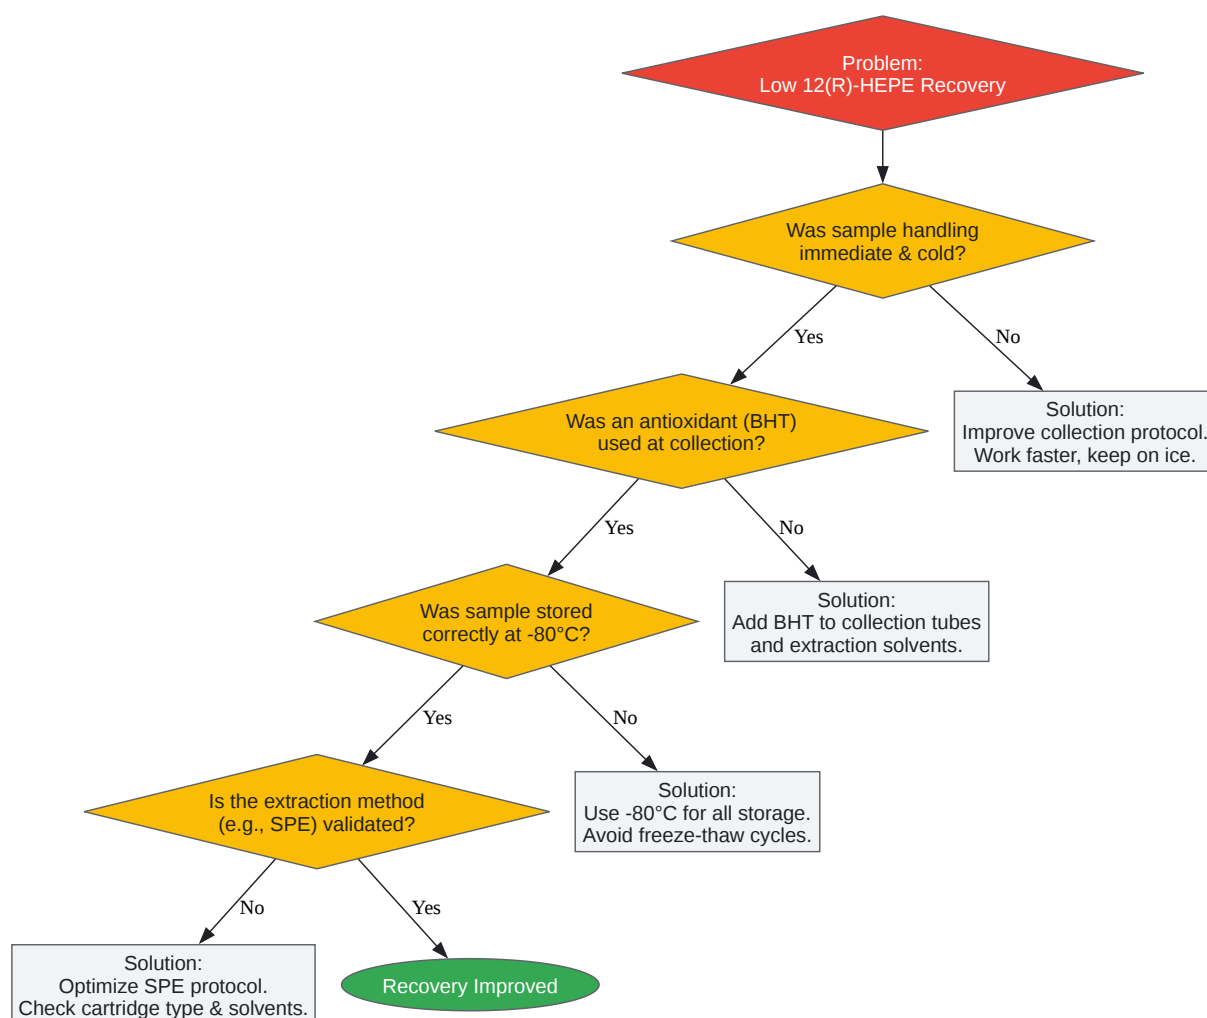 Problem:
Low 12(R)-HEPE Recovery
Was sample handling
immediate & cold?
Yes
No
Was an antioxidant (BHT)
used at collection?
Solution:
Improve collection protocol.
Work faster, keep on ice.
Yes
No
Was sample stored
correctly at -80°C?
Solution:
Add BHT to collection tubes
and extraction solvents.
Yes
No
Is the extraction method
(e.g., SPE) validated?
Solution:
Use -80°C for all storage.
Avoid freeze-thaw cycles.
No
Yes
Solution:
Optimize SPE protocol.
Check cartridge type & solvents.
Recovery Improved